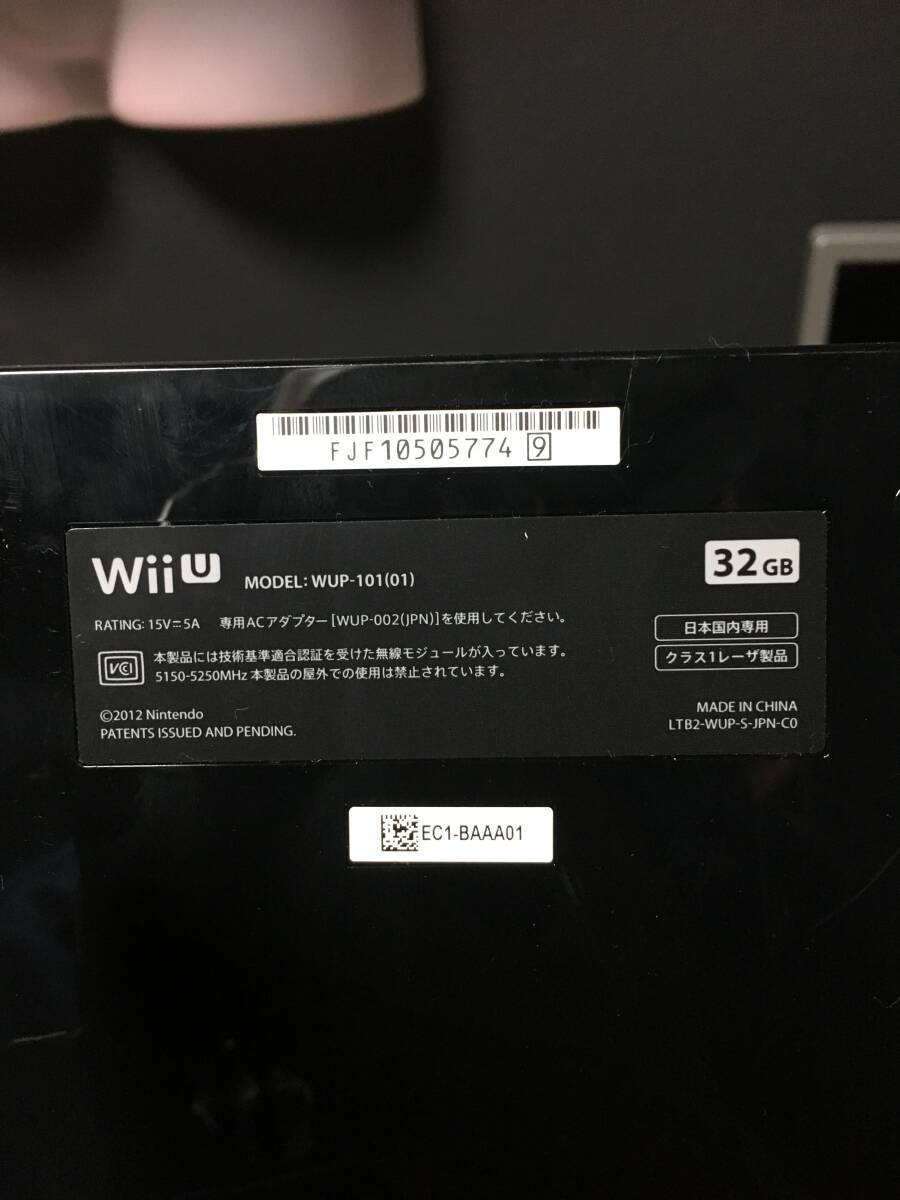 FJF10505774 9
Wii U MODEL: WUP-101(01) 32GB
RATING: 15V⎓5A 専用ACアダプター[WUP-002(JPN)]を使用してください。
日本国内専用
VCI 本製品には技術基準適合認証を受けた無線モジュールが入っています。
5150-5250MHz 本製品の屋外での使用は禁止されています。
クラス1レーザ製品
©2012 Nintendo
PATENTS ISSUED AND PENDING.
MADE IN CHINA
LTB2-WUP-S-JPN-C0
EC1-BAAA01